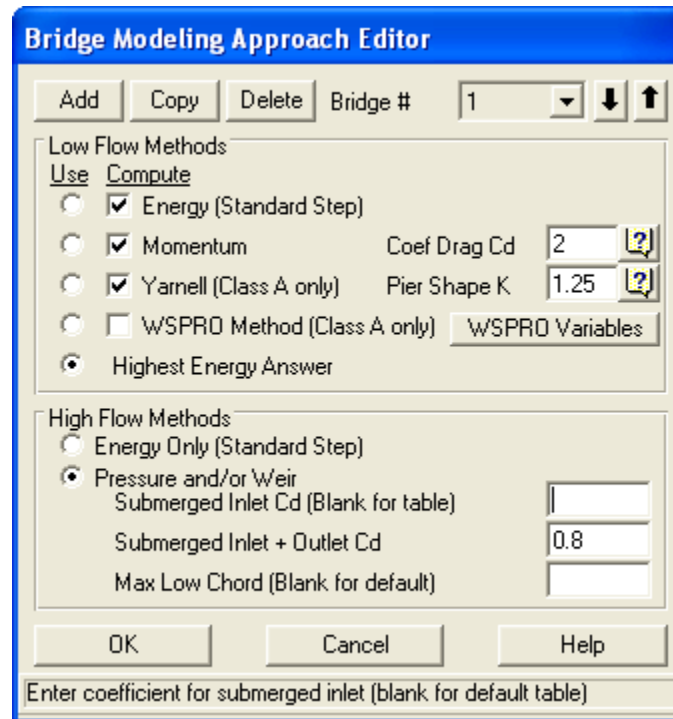 Bridge Modeling Approach Editor
Add Copy Delete Bridge # 1
Low Flow Methods
Use Compute
Energy (Standard Step)
Momentum Coef Drag Cd 2 ?
Yarnell (Class A only) Pier Shape K 1.25 ?
WSPRO Method (Class A only) WSPRO Variables
Highest Energy Answer
High Flow Methods
Energy Only (Standard Step)
Pressure and/or Weir
Submerged Inlet Cd (Blank for table)
Submerged Inlet + Outlet Cd 0.8
Max Low Chord (Blank for default)
OK Cancel Help
Enter coefficient for submerged inlet (blank for default table)